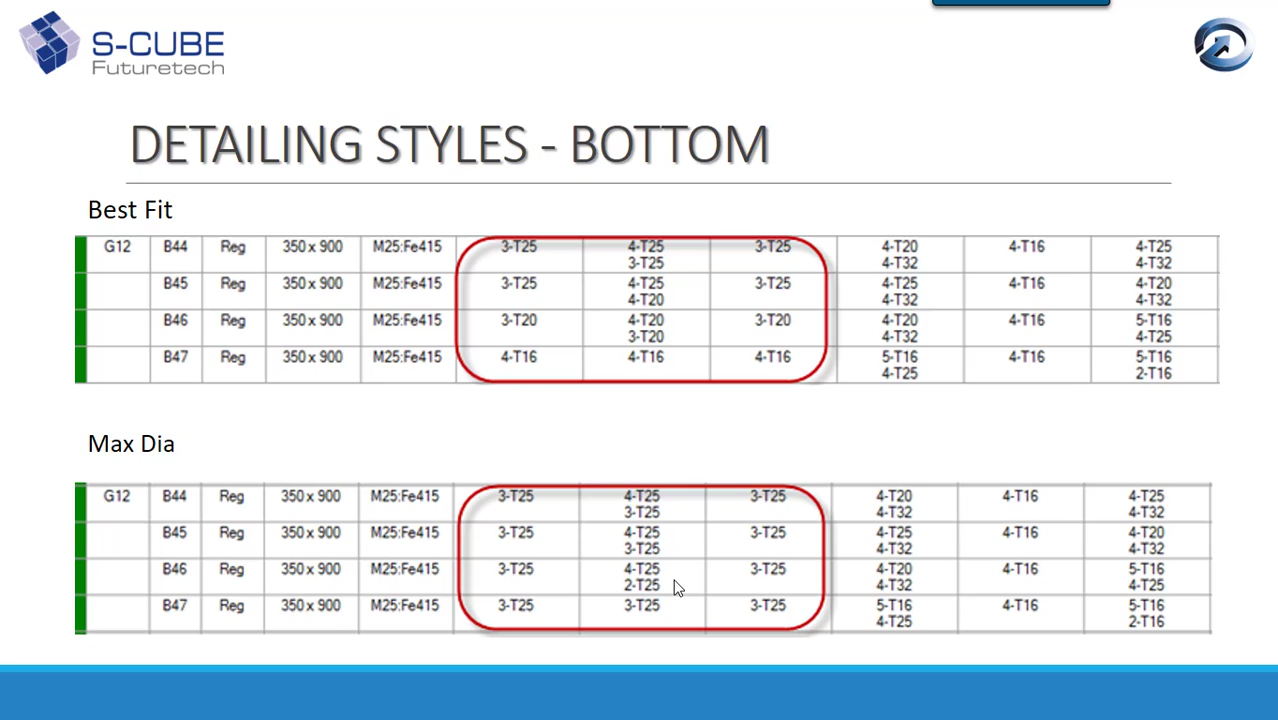 S-CUBE
Futuretech
DETAILING STYLES - BOTTOM
Best Fit
G12 B44 Reg 350 x 900 M25:Fe415 3-T25 4-T25 3-T25 4-T20 4-T16 4-T25
3-T25 4-T32 4-T32
B45 Reg 350 x 900 M25:Fe415 3-T25 4-T25 3-T25 4-T25 4-T16 4-T20
4-T20 4-T32 4-T32
B46 Reg 350 x 900 M25:Fe415 3-T20 4-T20 3-T20 4-T20 4-T16 5-T16
3-T20 4-T32 4-T25
B47 Reg 350 x 900 M25:Fe415 4-T16 4-T16 4-T16 5-T16 4-T16 5-T16
4-T25 2-T16
Max Dia
G12 B44 Reg 350 x 900 M25:Fe415 3-T25 4-T25 3-T25 4-T20 4-T16 4-T25
3-T25 4-T32 4-T32
B45 Reg 350 x 900 M25:Fe415 3-T25 4-T25 3-T25 4-T25 4-T16 4-T20
3-T25 4-T32 4-T32
B46 Reg 350 x 900 M25:Fe415 3-T25 4-T25 3-T25 4-T20 4-T16 5-T16
2-T25 4-T32 4-T25
B47 Reg 350 x 900 M25:Fe415 3-T25 3-T25 3-T25 5-T16 4-T16 5-T16
4-T25 2-T16